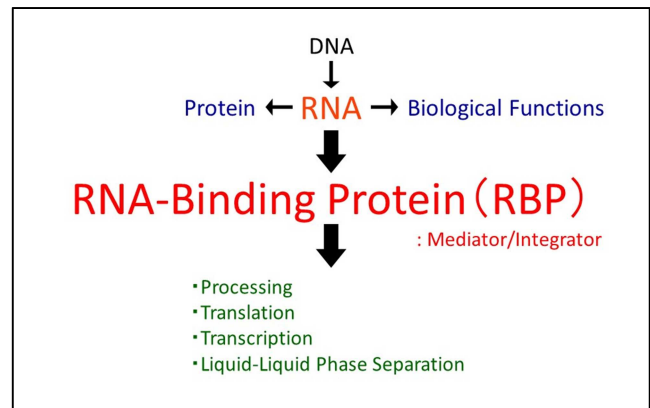 DNA
Protein ← RNA → Biological Functions
RNA-Binding Protein（RBP）
: Mediator/Integrator
・Processing
・Translation
・Transcription
・Liquid-Liquid Phase Separation